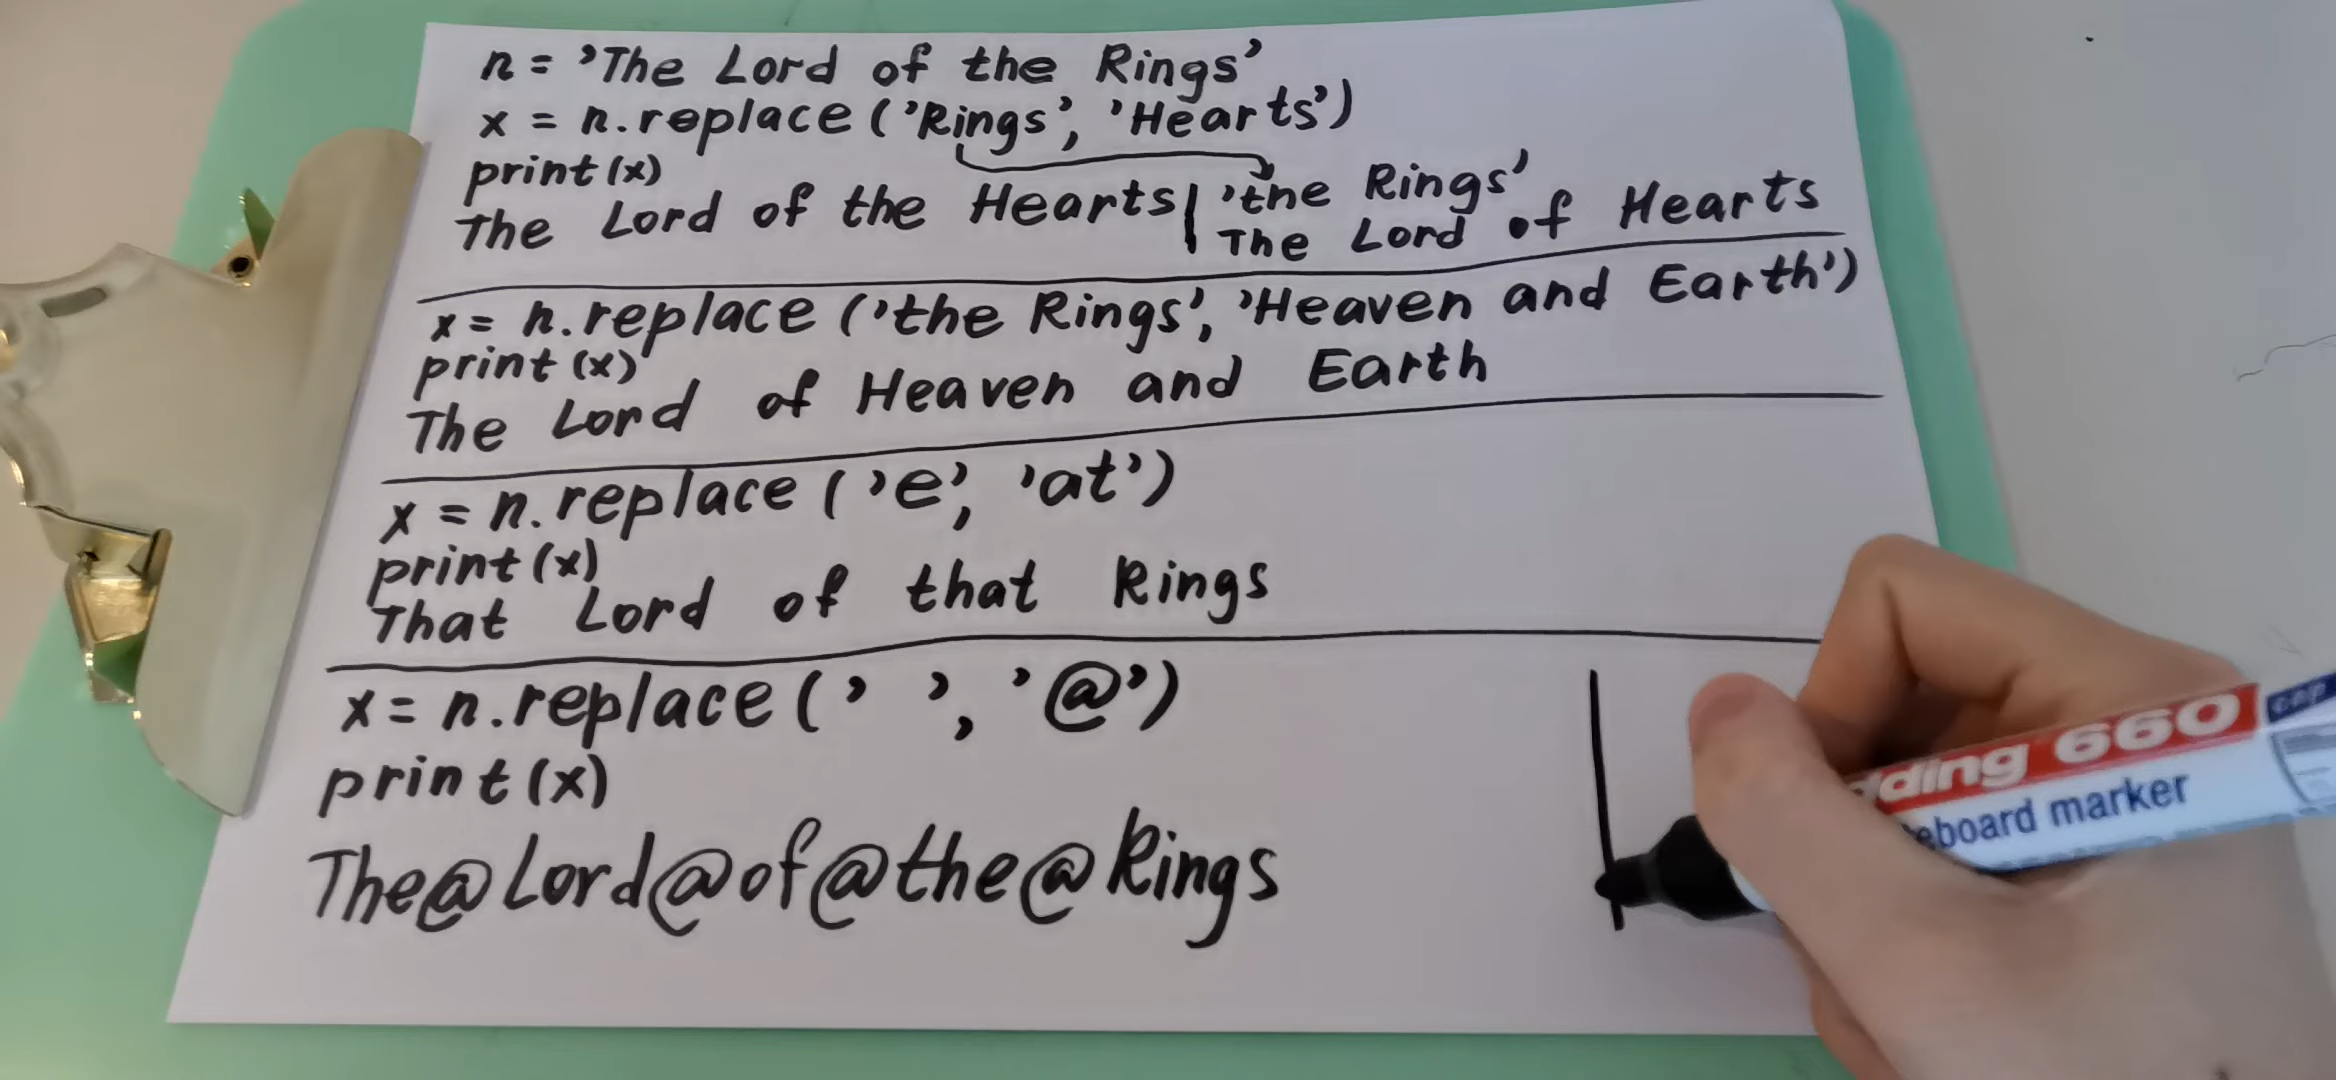 n = 'The Lord of the Rings'
x = n.replace('Rings', 'Hearts')
print(x)
The Lord of the Hearts | 'the Rings'
The Lord of Hearts
x = n.replace('the Rings', 'Heaven and Earth')
print(x)
The Lord of Heaven and Earth
x = n.replace('e', 'at')
print(x)
That Lord of that Rings
x = n.replace(' ', '@')
print(x)
The@Lord@of@the@Rings
660
marker